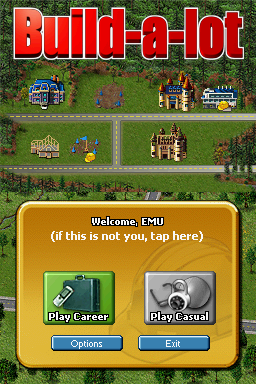 Build-a-lot
Welcome, EMU
(if this is not you, tap here)
Play Career
Play Casual
Options
Exit